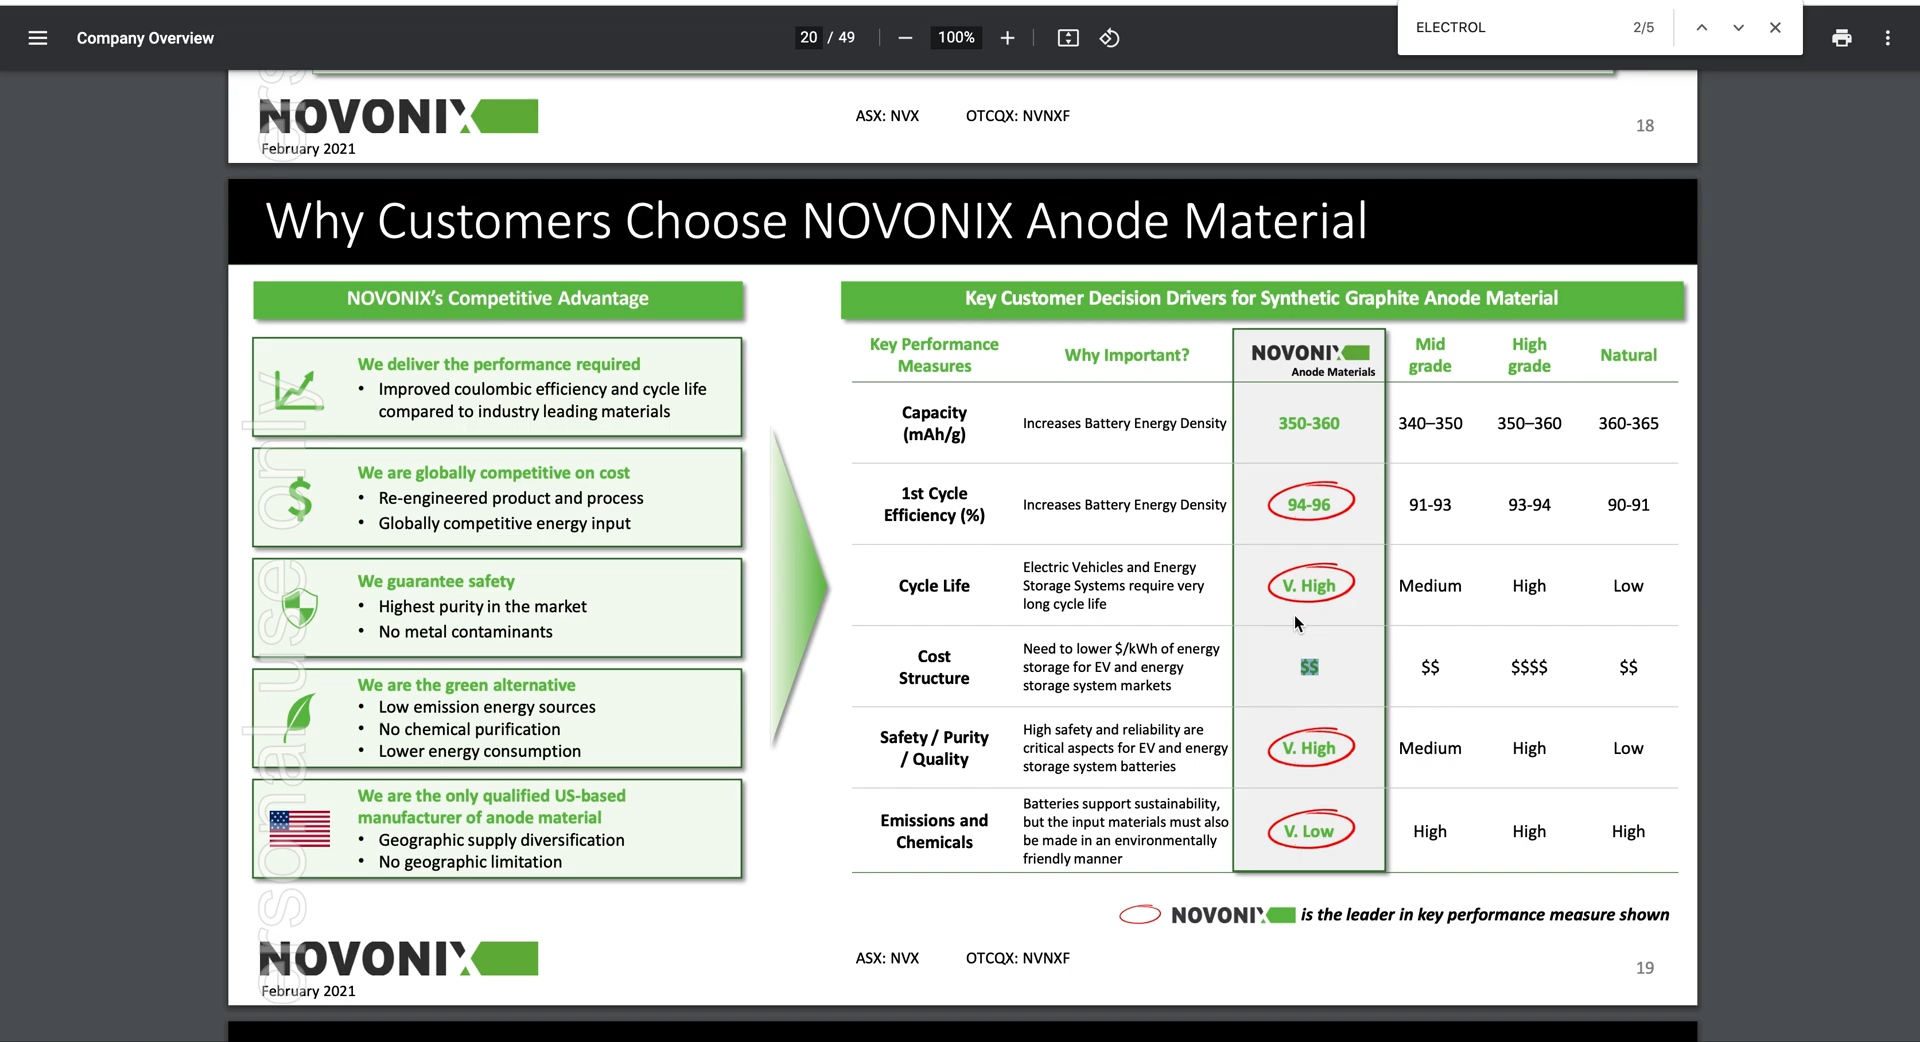 Company Overview
20 / 49
100%
ELECTROL
2/5
NOVONIX
February 2021
ASX: NVX
OTCQX: NVNXF
18
Why Customers Choose NOVONIX Anode Material
NOVONIX's Competitive Advantage
We deliver the performance required
• Improved coulombic efficiency and cycle life
compared to industry leading materials
$
We are globally competitive on cost
• Re-engineered product and process
• Globally competitive energy input
We guarantee safety
• Highest purity in the market
• No metal contaminants
We are the green alternative
• Low emission energy sources
• No chemical purification
• Lower energy consumption
We are the only qualified US-based
manufacturer of anode material
• Geographic supply diversification
• No geographic limitation
ersonal use only
Key Customer Decision Drivers for Synthetic Graphite Anode Material
Key Performance
Measures
Why Important?
NOVONIX
Anode Materials
Mid
grade
High
grade
Natural
Capacity
(mAh/g)
Increases Battery Energy Density
350-360
340–350
350–360
360-365
1st Cycle
Efficiency (%)
Increases Battery Energy Density
94-96
91-93
93-94
90-91
Cycle Life
Electric Vehicles and Energy
Storage Systems require very
long cycle life
V. High
Medium
High
Low
Cost
Structure
Need to lower $/kWh of energy
storage for EV and energy
storage system markets
$$
$$
$$$$
$$
Safety / Purity
/ Quality
High safety and reliability are
critical aspects for EV and energy
storage system batteries
V. High
Medium
High
Low
Emissions and
Chemicals
Batteries support sustainability,
but the input materials must also
be made in an environmentally
friendly manner
V. Low
High
High
High
NOVONIX is the leader in key performance measure shown
NOVONIX
February 2021
ASX: NVX
OTCQX: NVNXF
19